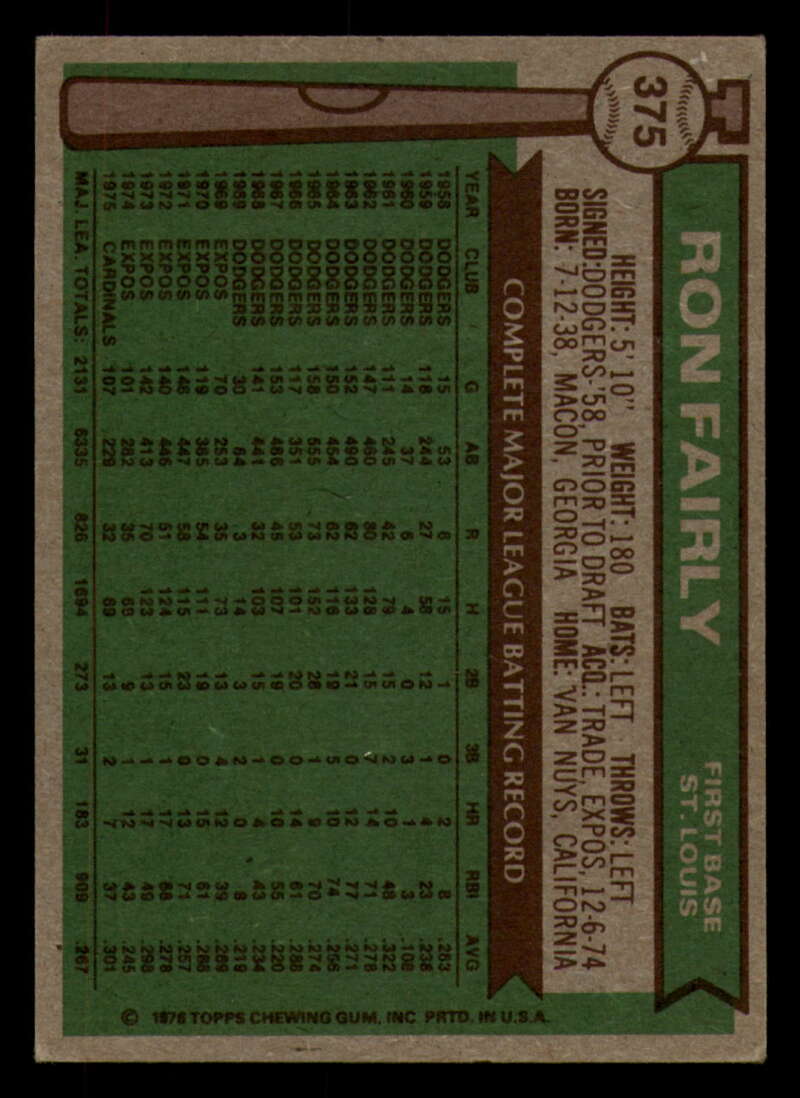 375
RON FAIRLY
FIRST BASE
ST. LOUIS
HEIGHT: 5' 10" WEIGHT: 180 BATS: LEFT THROWS: LEFT
SIGNED: DODGERS-'58, PRIOR TO DRAFT ACQ.: TRADE, EXPOS, 12-6-74
BORN: 7-12-38, MACON, GEORGIA HOME: VAN NUYS, CALIFORNIA
COMPLETE MAJOR LEAGUE BATTING RECORD
YEAR CLUB G AB R H 2B 3B HR RBI AVG
1958 DODGERS 15 53 6 15 1 0 2 8 .283
1959 DODGERS 118 244 27 58 12 1 4 23 .238
1960 DODGERS 14 37 6 4 0 3 1 3 .108
1961 DODGERS 111 245 42 79 15 2 10 48 .322
1962 DODGERS 147 460 80 128 15 7 14 71 .278
1963 DODGERS 152 490 62 133 21 0 12 77 .271
1964 DODGERS 150 454 62 116 19 5 10 74 .256
1965 DODGERS 158 555 73 152 28 1 9 70 .274
1966 DODGERS 117 351 53 101 20 0 14 61 .288
1967 DODGERS 153 486 45 107 19 0 10 55 .220
1968 DODGERS 141 441 32 103 15 1 4 43 .234
1969 DODGERS 30 64 3 14 3 2 0 8 .219
1969 EXPOS 70 253 35 73 13 4 12 39 .289
1970 EXPOS 119 385 54 111 19 0 15 61 .288
1971 EXPOS 146 447 58 115 23 0 13 71 .257
1972 EXPOS 140 446 51 124 15 1 17 68 .278
1973 EXPOS 142 413 70 123 13 1 17 49 .298
1974 EXPOS 101 282 35 69 9 1 12 43 .245
1975 CARDINALS 107 229 32 69 13 2 7 37 .301
MAJ. LEA. TOTALS: 2131 6335 826 1694 273 31 183 909 .267
© 1976 TOPPS CHEWING GUM, INC PRTD. IN U.S.A.